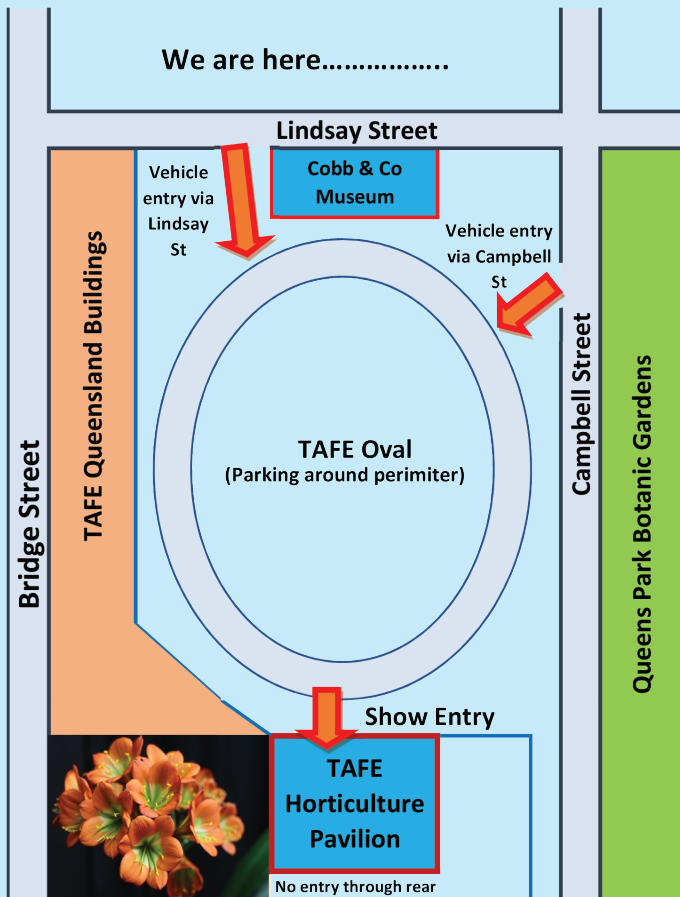 We are here……………..
Lindsay Street
Cobb & Co
Museum
Vehicle
entry via
Lindsay
St
Vehicle entry
via Campbell
St
TAFE Queensland Buildings
Bridge Street
Campbell Street
Queens Park Botanic Gardens
TAFE Oval
(Parking around perimiter)
Show Entry
TAFE
Horticulture
Pavilion
No entry through rear